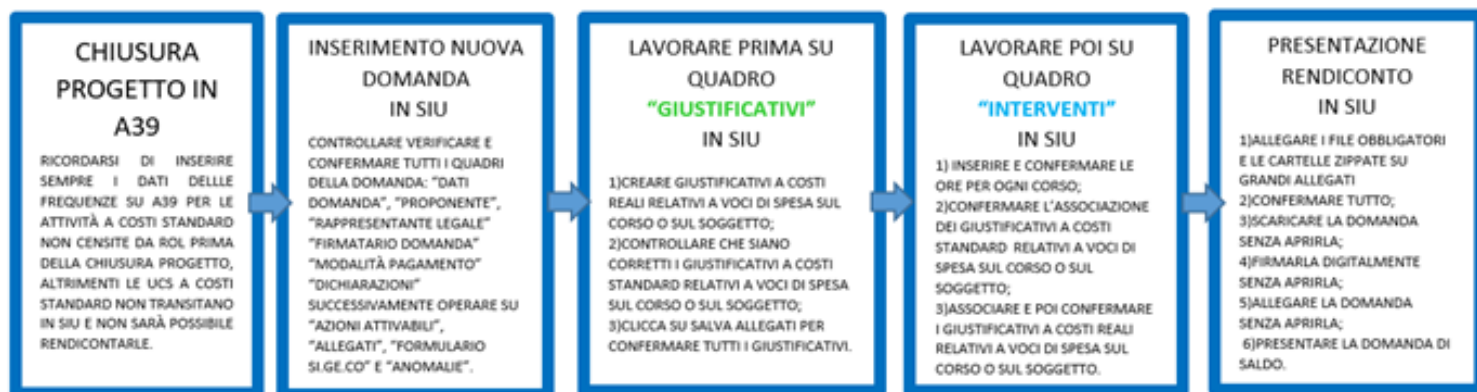 CHIUSURA
PROGETTO IN
A39
RICORDARSI DI INSERIRE
SEMPRE I DATI DELLLE
FREQUENZE SU A39 PER LE
ATTIVITÀ A COSTI STANDARD
NON CENSITE DA ROL PRIMA
DELLA CHIUSURA PROGETTO,
ALTRIMENTI LE UCS A COSTI
STANDARD NON TRANSITANO
IN SIU E NON SARÀ POSSIBILE
RENDICONTARLE.
INSERIMENTO NUOVA
DOMANDA
IN SIU
CONTROLLARE VERIFICARE E
CONFERMARE TUTTI I QUADRI
DELLA DOMANDA: "DATI
DOMANDA", "PROPONENTE",
"RAPPRESENTANTE LEGALE"
"FIRMATARIO DOMANDA"
"MODALITÀ PAGAMENTO"
"DICHIARAZIONI"
SUCCESSIVAMENTE OPERARE SU
"AZIONI ATTIVABILI",
"ALLEGATI", "FORMULARIO
SI.GE.CO" E "ANOMALIE".
LAVORARE PRIMA SU
QUADRO
"GIUSTIFICATIVI"
IN SIU
1)CREARE GIUSTIFICATIVI A COSTI
REALI RELATIVI A VOCI DI SPESA SUL
CORSO O SUL SOGGETTO;
2)CONTROLLARE CHE SIANO
CORRETTI I GIUSTIFICATIVI A COSTI
STANDARD RELATIVI A VOCI DI SPESA
SUL CORSO O SUL SOGGETTO;
3)CLICCA SU SALVA ALLEGATI PER
CONFERMARE TUTTI I GIUSTIFICATIVI.
LAVORARE POI SU
QUADRO
"INTERVENTI"
IN SIU
1) INSERIRE E CONFERMARE LE
ORE PER OGNI CORSO;
2)CONFERMARE L'ASSOCIAZIONE
DEI GIUSTIFICATIVI A COSTI
STANDARD RELATIVI A VOCI DI
SPESA SUL CORSO O SUL
SOGGETTO;
3)ASSOCIARE E POI CONFERMARE
I GIUSTIFICATIVI A COSTI REALI
RELATIVI A VOCI DI SPESA SUL
CORSO O SUL SOGGETTO.
PRESENTAZIONE
RENDICONTO
IN SIU
1)ALLEGARE I FILE OBBLIGATORI
E LE CARTELLE ZIPPATE SU
GRANDI ALLEGATI
2)CONFERMARE TUTTO;
3)SCARICARE LA DOMANDA
SENZA APRIRLA;
4)FIRMARLA DIGITALMENTE
SENZA APRIRLA;
5)ALLEGARE LA DOMANDA
SENZA APRIRLA;
6)PRESENTARE LA DOMANDA DI
SALDO.